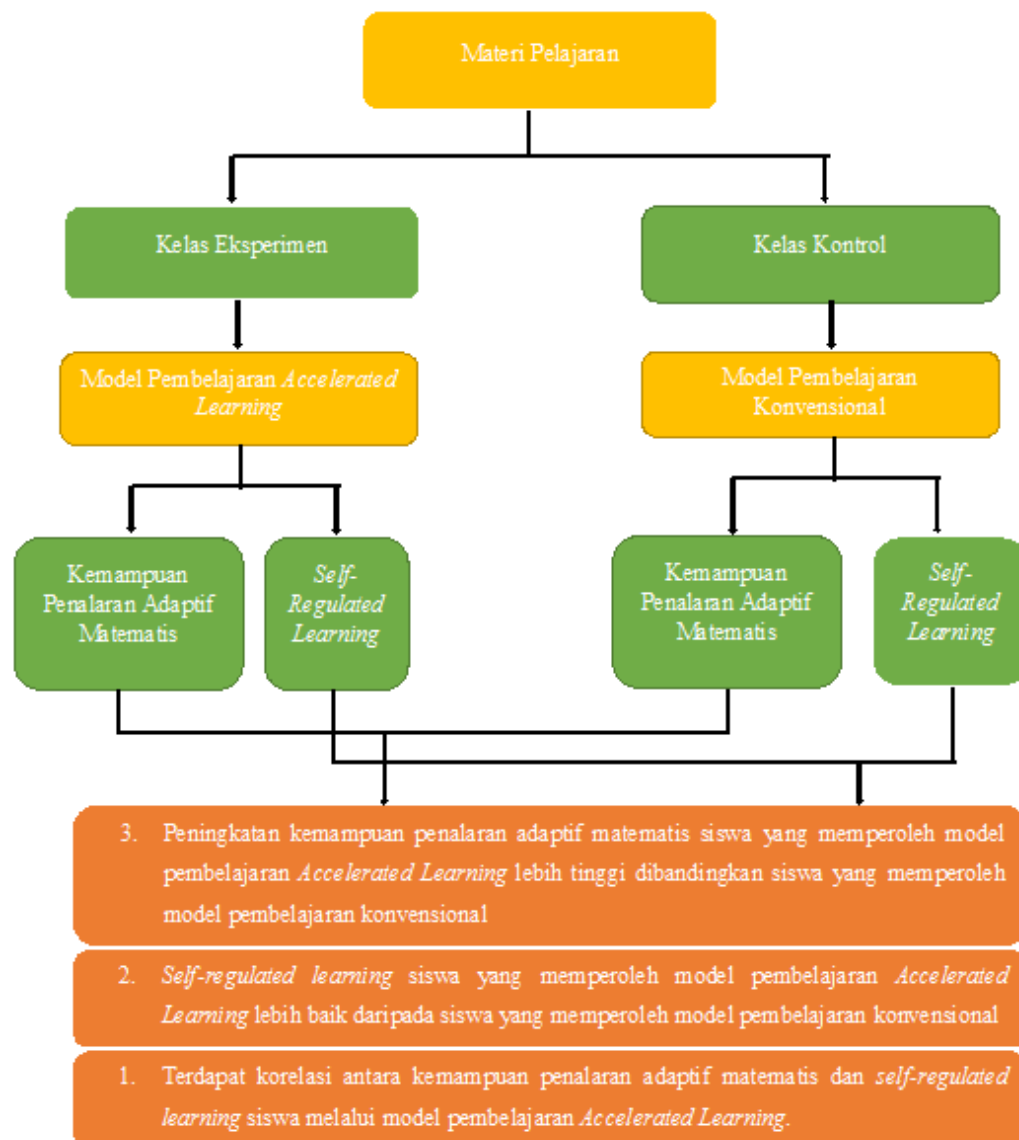 Materi Pelajaran
Kelas Eksperimen
Kelas Kontrol
Model Pembelajaran Accelerated
Learning
Model Pembelajaran
Konvensional
Kemampuan
Penalaran Adaptif
Matematis
Self-
Regulated
Learning
Kemampuan
Penalaran Adaptif
Matematis
Self-
Regulated
Learning
3. Peningkatan kemampuan penalaran adaptif matematis siswa yang memperoleh model
pembelajaran Accelerated Learning lebih tinggi dibandingkan siswa yang memperoleh
model pembelajaran konvensional
2. Self-regulated learning siswa yang memperoleh model pembelajaran Accelerated
Learning lebih baik daripada siswa yang memperoleh model pembelajaran konvensional
1. Terdapat korelasi antara kemampuan penalaran adaptif matematis dan self-regulated
learning siswa melalui model pembelajaran Accelerated Learning.